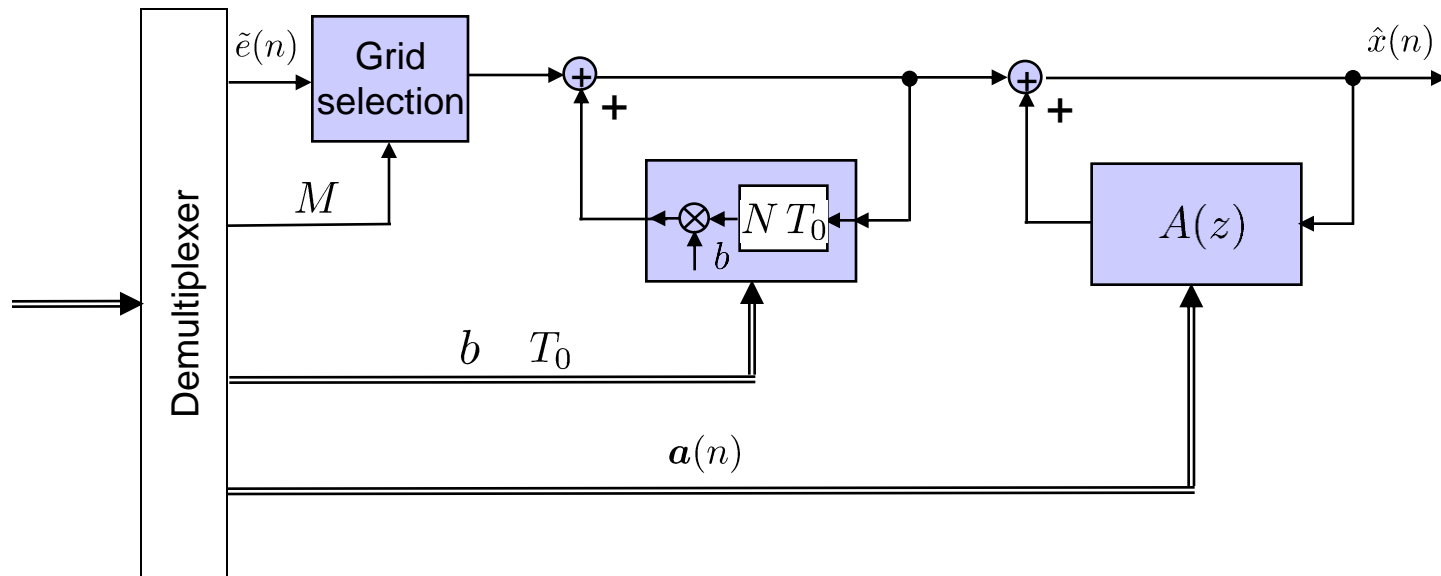 ẽ(n)
Grid
selection
+
+
x̂(n)
+
+
M
Demultiplexer
N T₀
b
A(z)
b T₀
a(n)